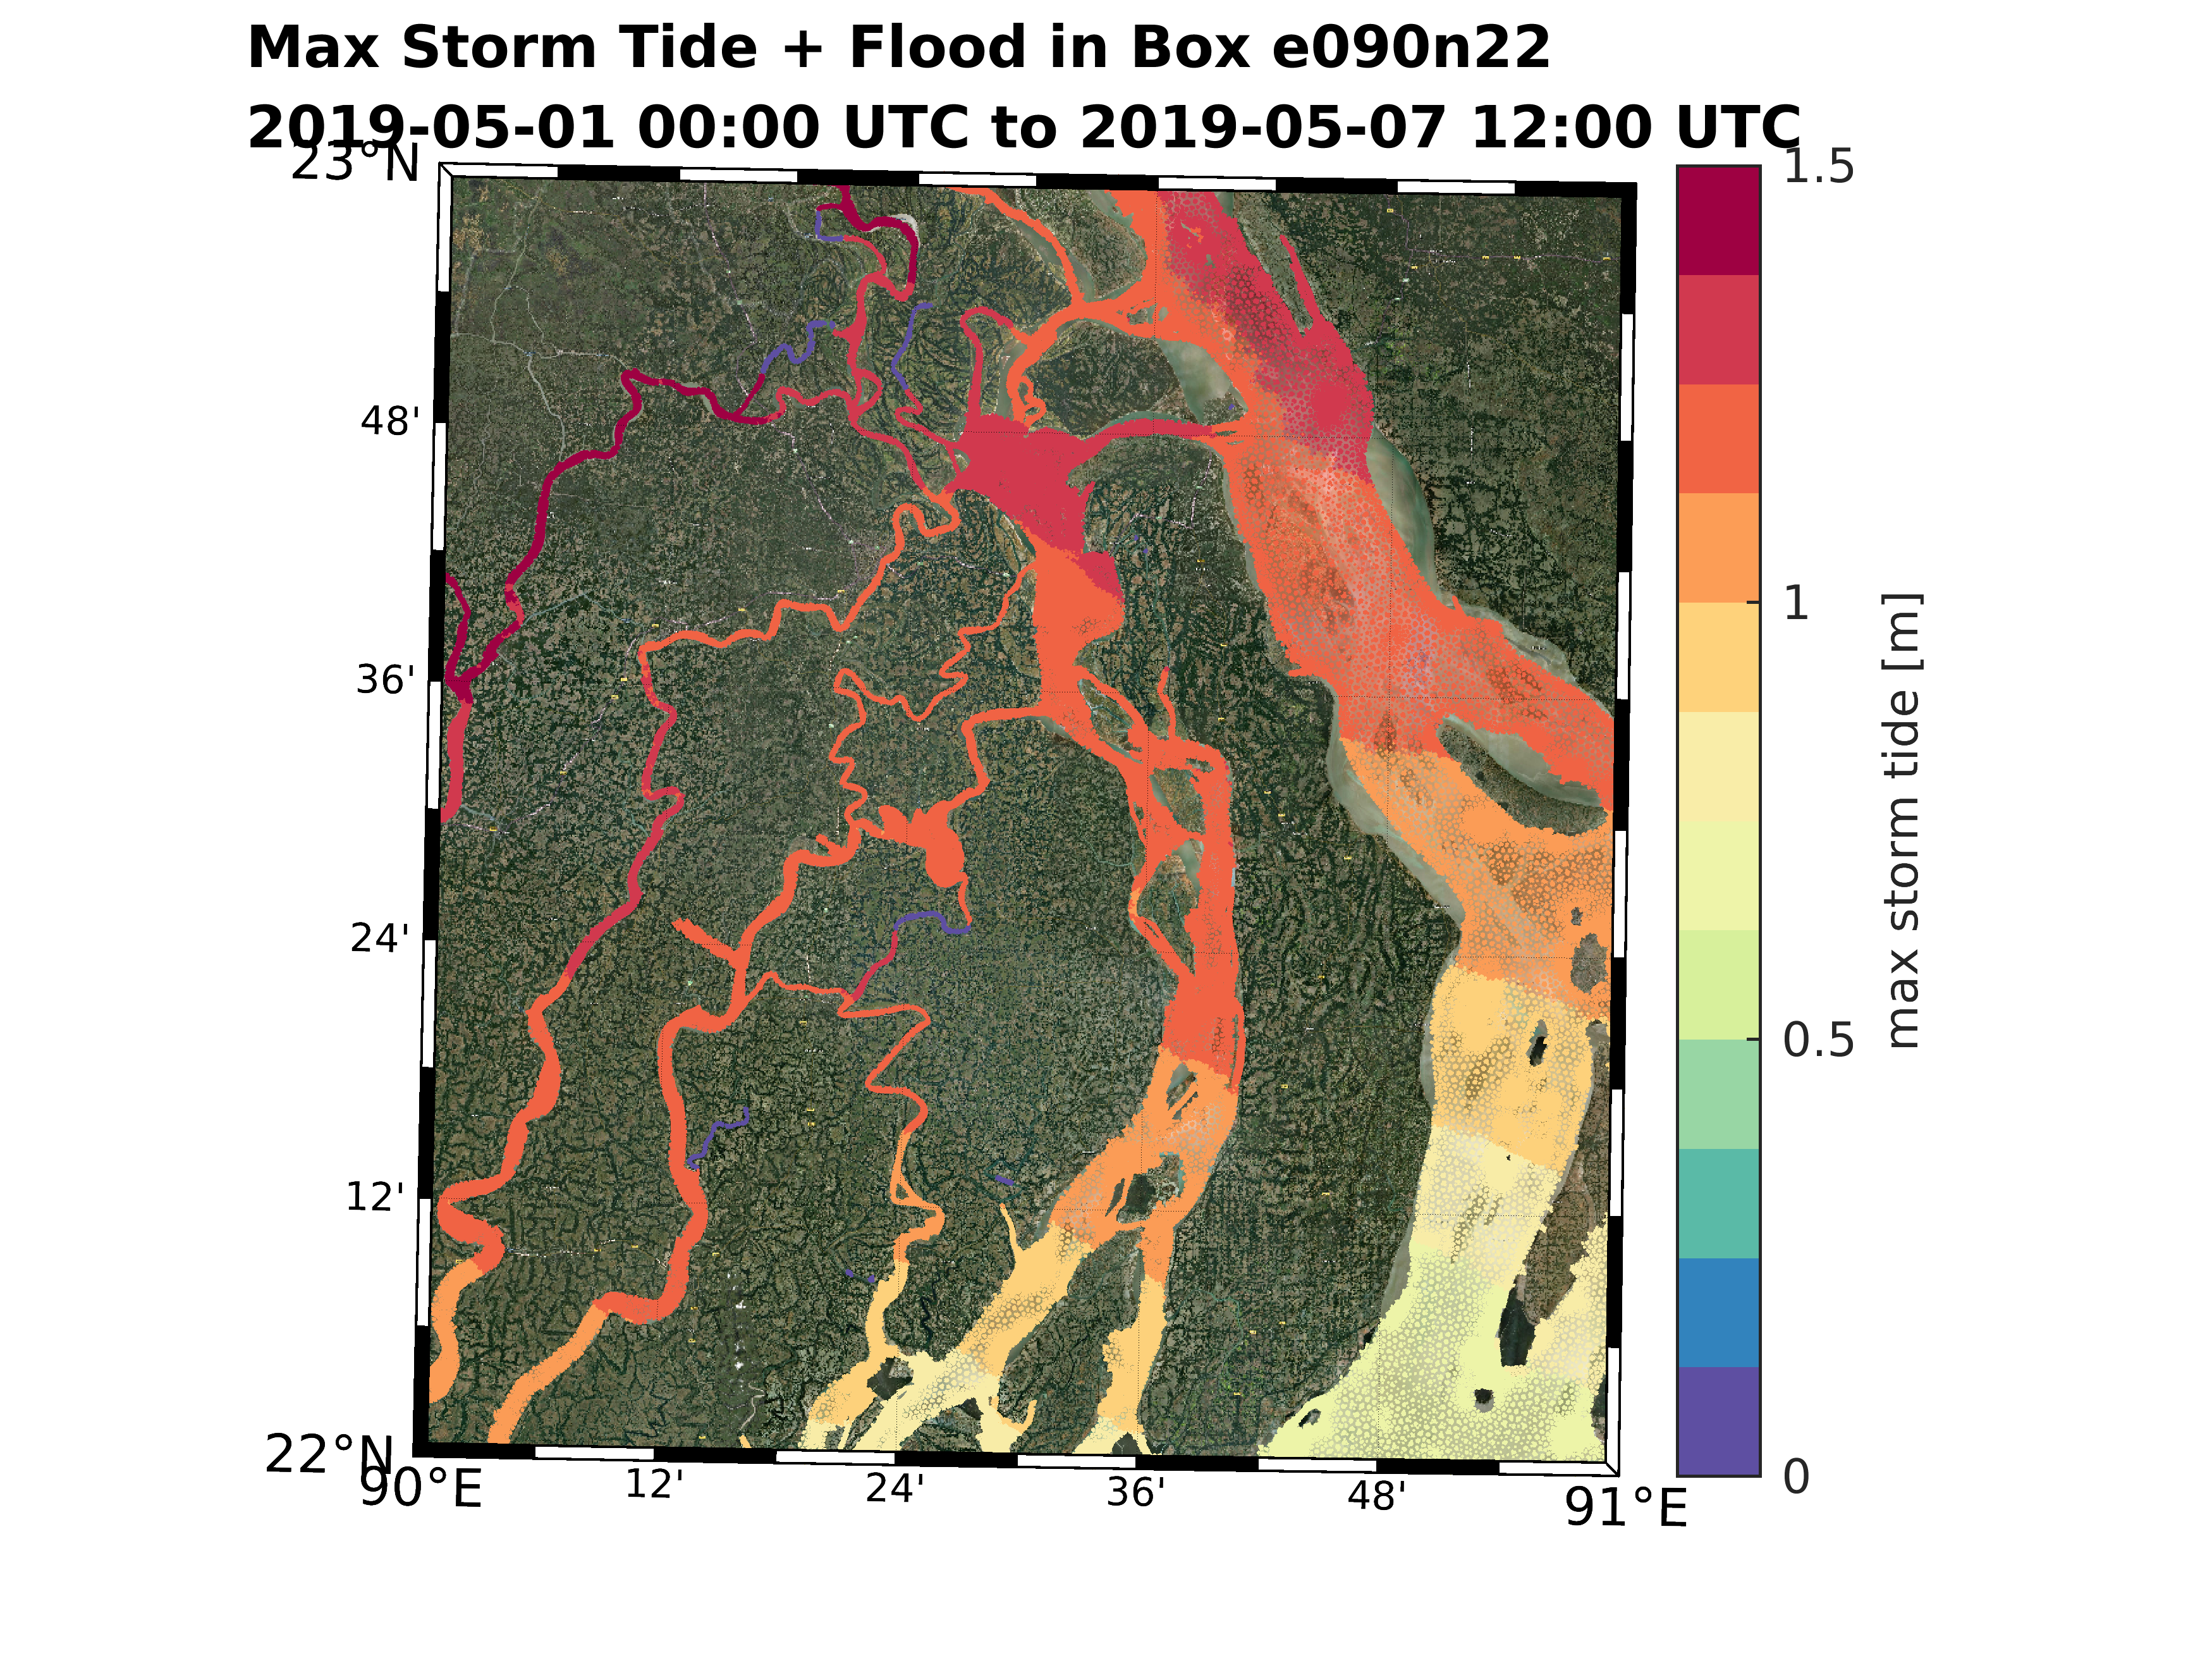 Max Storm Tide + Flood in Box e090n22
2019-05-01 00:00 UTC to 2019-05-07 12:00 UTC
23°N
48'
36'
24'
12'
22°N
90°E
12'
24'
36'
48'
91°E
1.5
1
0.5
0
max storm tide [m]